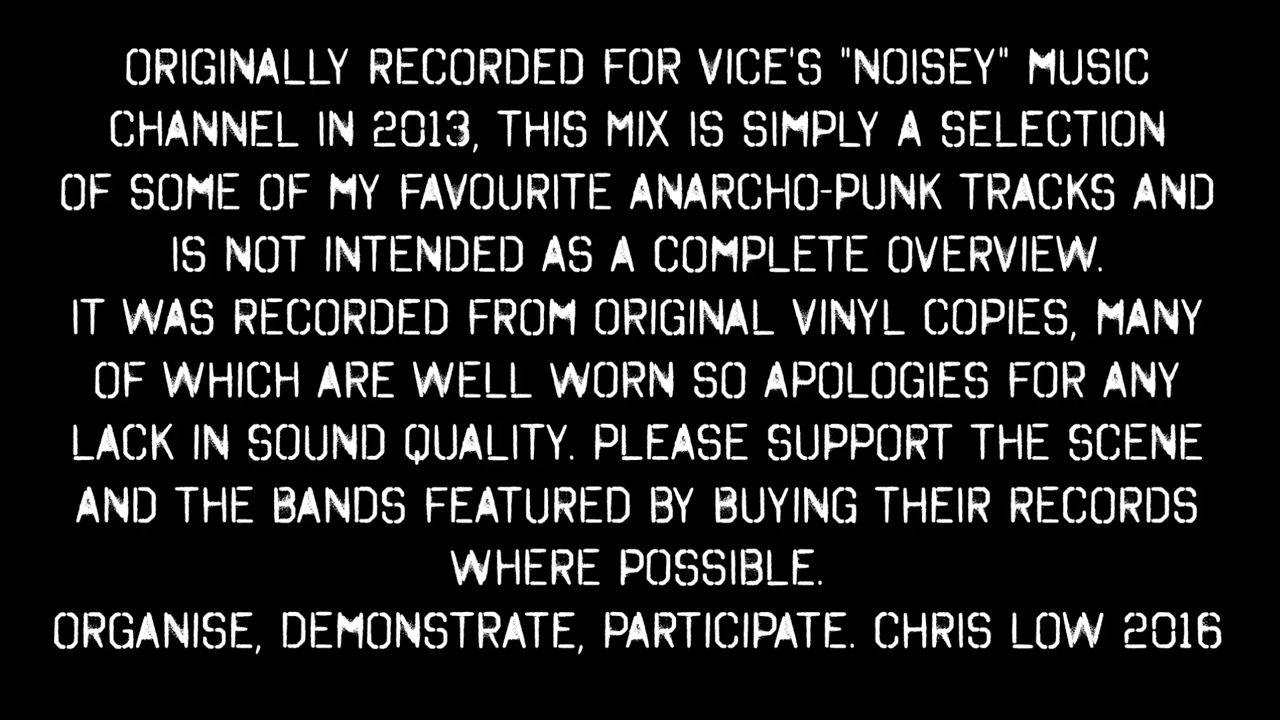 ORIGINALLY RECORDED FOR VICE'S "NOISEY" MUSIC
CHANNEL IN 2013, THIS MIX IS SIMPLY A SELECTION
OF SOME OF MY FAVOURITE ANARCHO-PUNK TRACKS AND
IS NOT INTENDED AS A COMPLETE OVERVIEW.
IT WAS RECORDED FROM ORIGINAL VINYL COPIES, MANY
OF WHICH ARE WELL WORN SO APOLOGIES FOR ANY
LACK IN SOUND QUALITY. PLEASE SUPPORT THE SCENE
AND THE BANDS FEATURED BY BUYING THEIR RECORDS
WHERE POSSIBLE.
ORGANISE, DEMONSTRATE, PARTICIPATE. CHRIS LOW 2016